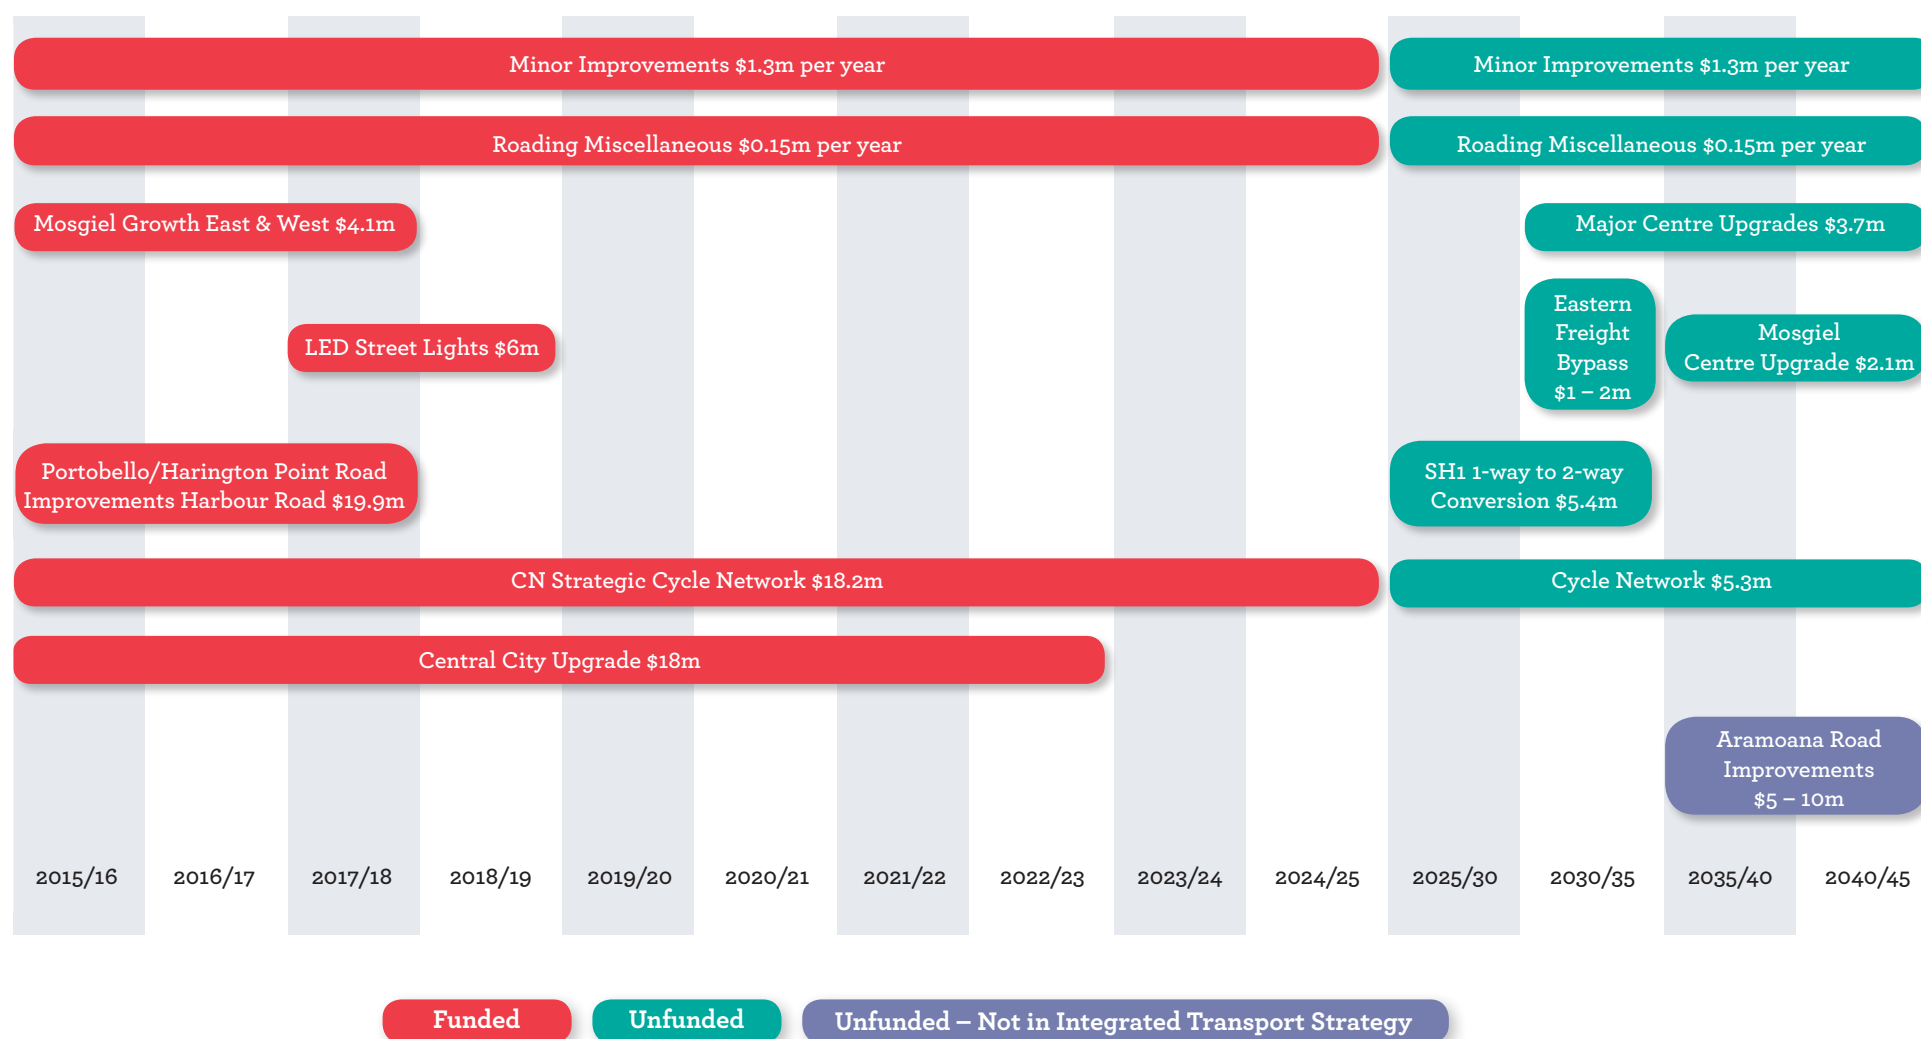 Minor Improvements $1.3m per year
Minor Improvements $1.3m per year
Roading Miscellaneous $0.15m per year
Roading Miscellaneous $0.15m per year
Mosgiel Growth East & West $4.1m
Major Centre Upgrades $3.7m
LED Street Lights $6m
Eastern
Freight
Bypass
$1 – 2m
Mosgiel
Centre Upgrade $2.1m
Portobello/Harington Point Road
Improvements Harbour Road $19.9m
SH1 1-way to 2-way
Conversion $5.4m
CN Strategic Cycle Network $18.2m
Cycle Network $5.3m
Central City Upgrade $18m
Aramoana Road
Improvements
$5 – 10m
2015/16 2016/17 2017/18 2018/19 2019/20 2020/21 2021/22 2022/23 2023/24 2024/25 2025/30 2030/35 2035/40 2040/45
Funded Unfunded Unfunded – Not in Integrated Transport Strategy